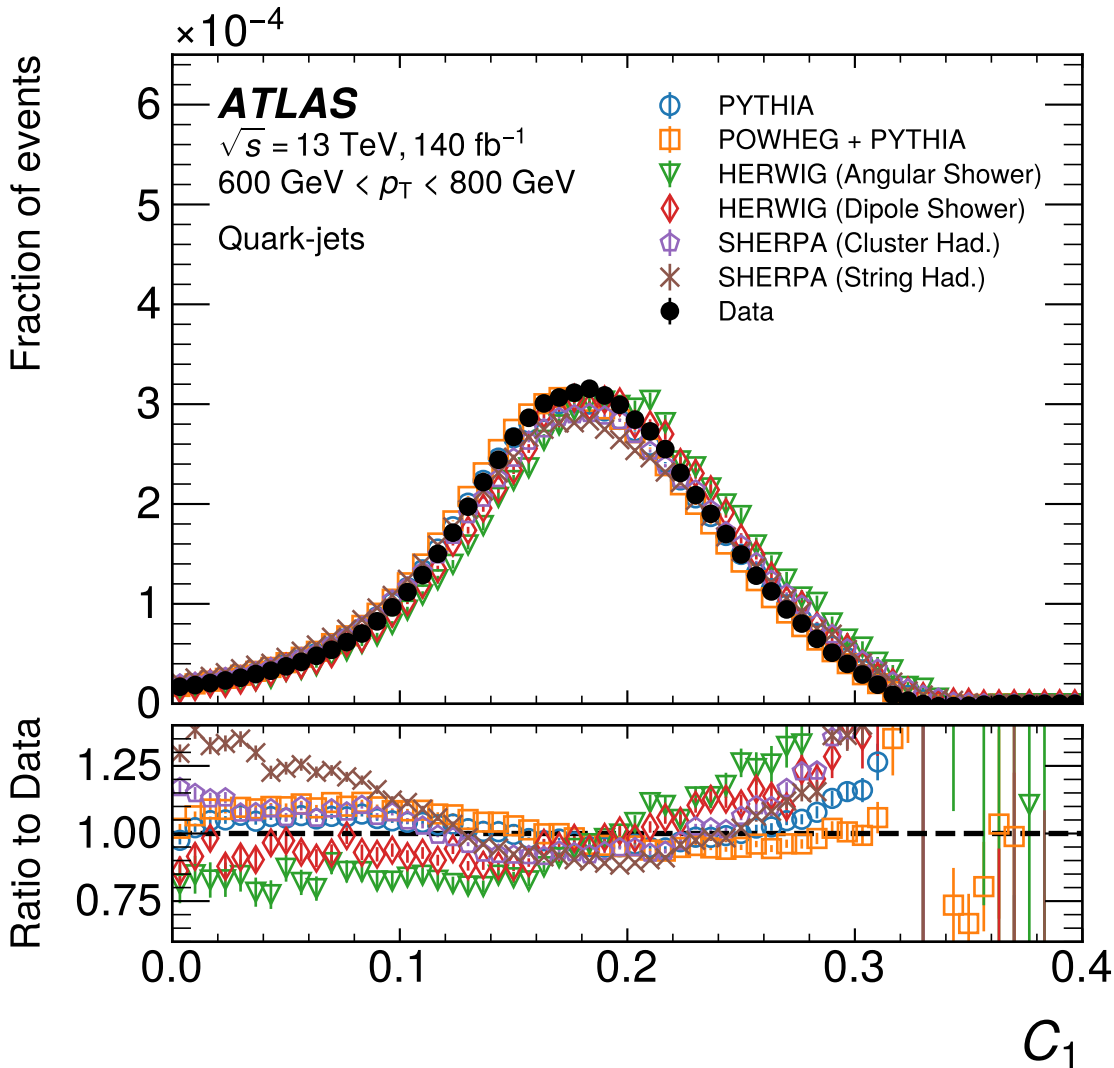 ×10⁻⁴
Fraction of events
6
5
4
3
2
1
0
ATLAS
√s = 13 TeV, 140 fb⁻¹
600 GeV < p_T < 800 GeV
Quark-jets
PYTHIA
POWHEG + PYTHIA
HERWIG (Angular Shower)
HERWIG (Dipole Shower)
SHERPA (Cluster Had.)
SHERPA (String Had.)
Data
Ratio to Data
1.25
1.00
0.75
0.0 0.1 0.2 0.3 0.4
C₁